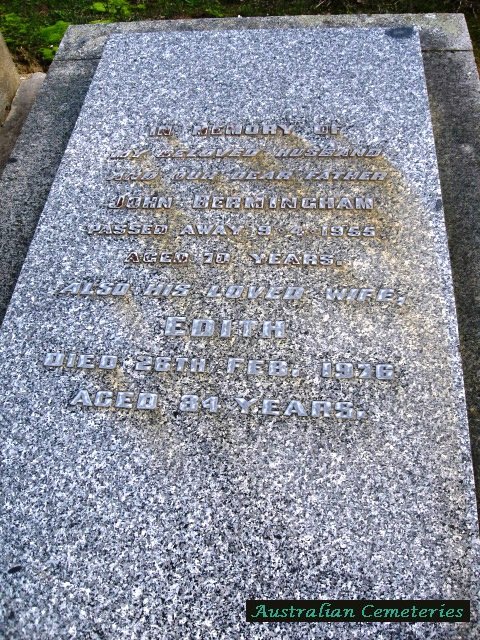 IN MEMORY OF
MY BELOVED HUSBAND
AND OUR DEAR FATHER
JOHN BERMINGHAM
PASSED AWAY 9. 4. 1955.
AGED 70 YEARS.
ALSO HIS LOVED WIFE,
EDITH
DIED 26TH FEB. 1976
AGED 84 YEARS.
Australian Cemeteries